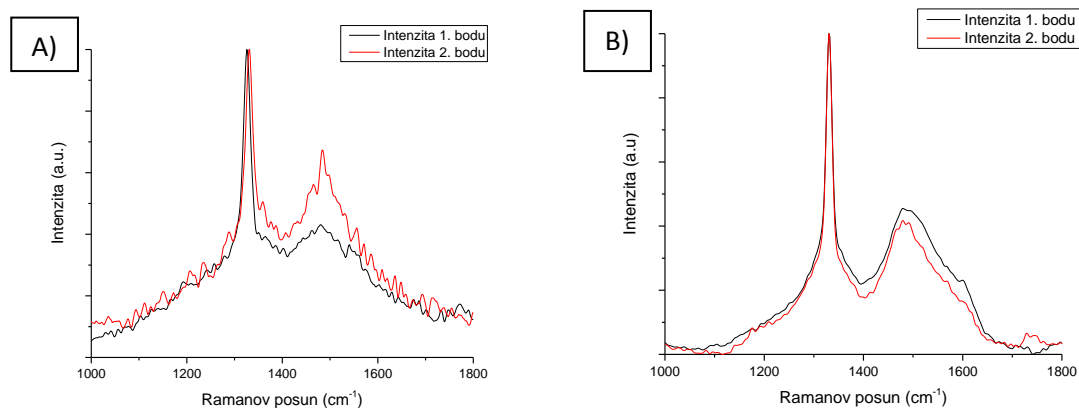 A)
Intenzita 1. bodu
Intenzita 2. bodu
Intenzita (a.u.)
1000 1200 1400 1600 1800
Ramanov posun (cm⁻¹)
B)
Intenzita 1. bodu
Intenzita 2. bodu
Intenzita (a.u)
1000 1200 1400 1600 1800
Ramanov posun (cm⁻¹)